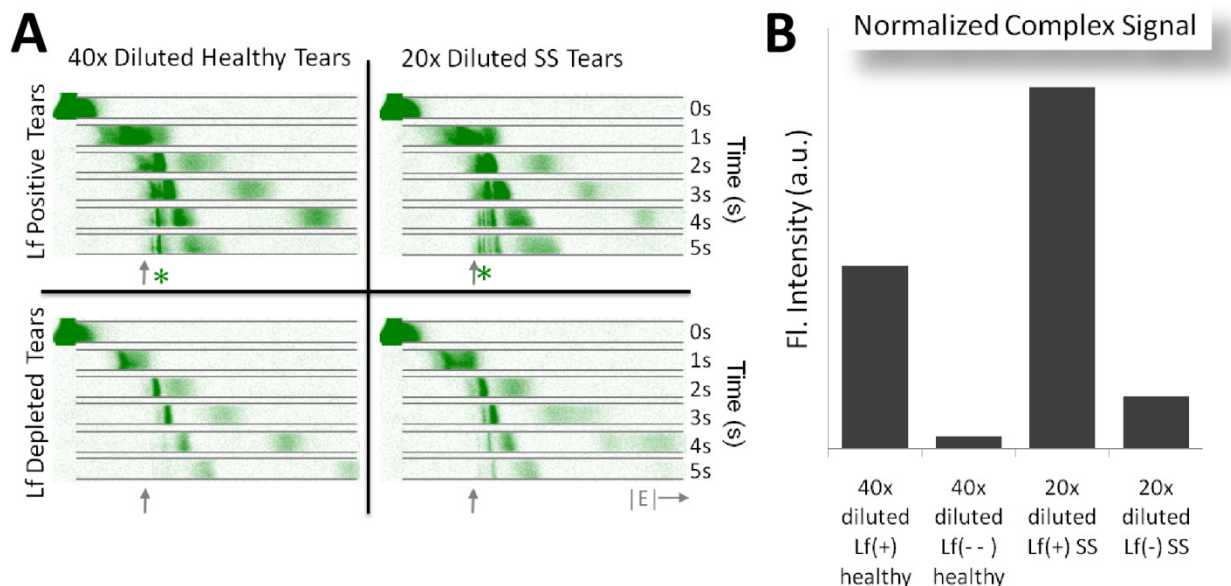 A
40x Diluted Healthy Tears
20x Diluted SS Tears
Lf Positive Tears
0s
1s
2s
3s
4s
5s
Time (s)
*
*
Lf Depleted Tears
0s
1s
2s
3s
4s
5s
Time (s)
|E|
B
Normalized Complex Signal
Fl. Intensity (a.u.)
40x
diluted
Lf(+)
healthy
40x
diluted
Lf(--)
healthy
20x
diluted
Lf(+) SS
20x
diluted
Lf(-) SS